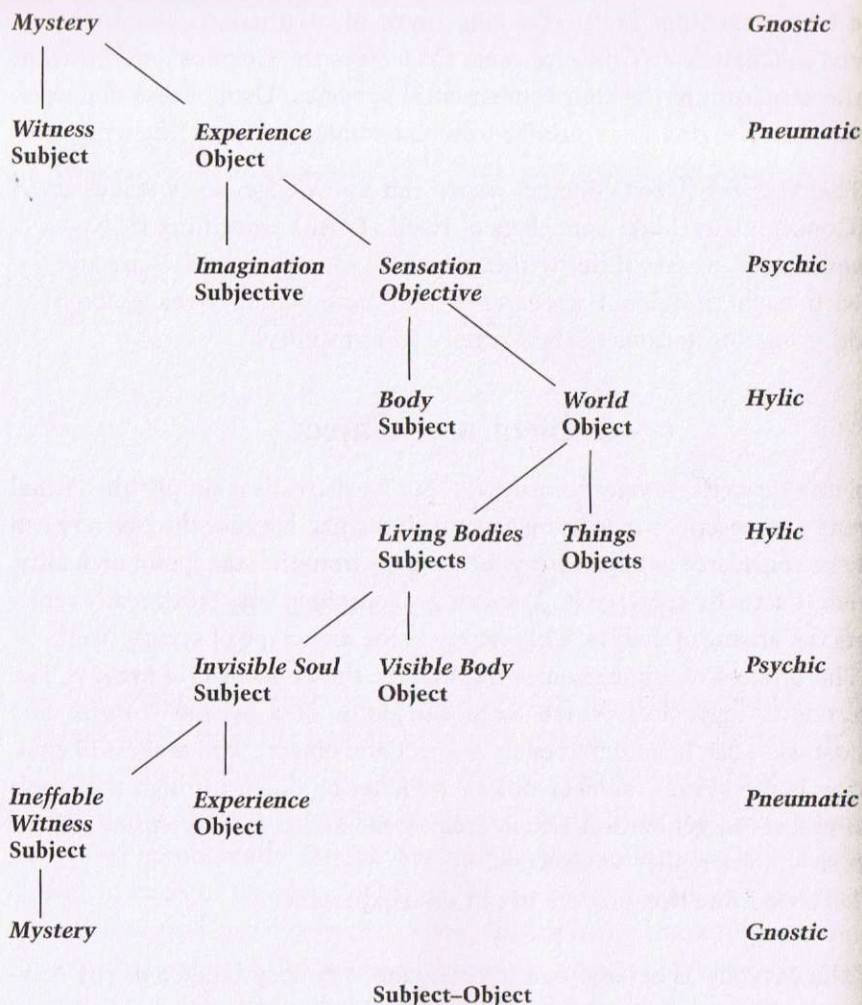 Mystery Gnostic
Witness Experience Pneumatic
Subject Object
Imagination Sensation Psychic
Subjective Objective
Body World Hylic
Subject Object
Living Bodies Things Hylic
Subjects Objects
Invisible Soul Visible Body Psychic
Subject Object
Ineffable Experience Pneumatic
Witness Object
Subject
Mystery Gnostic
Subject–Object